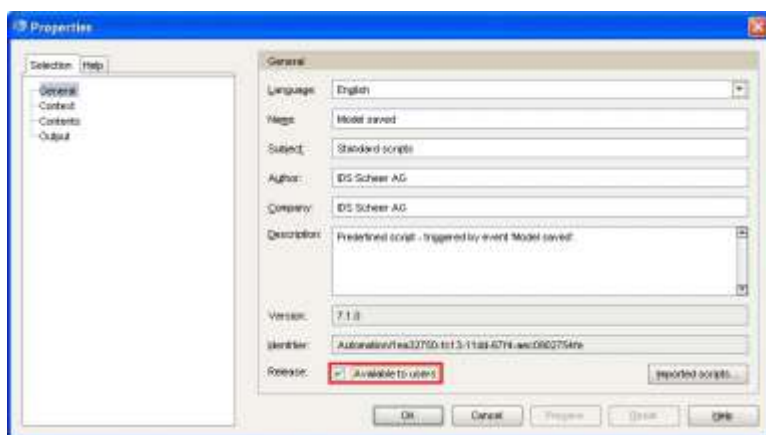 Properties
Selection Help
General
Context
Contents
Output
General
Language: English
Name: Model saved
Subject: Standard scripts
Author: IDS Scheer AG
Company: IDS Scheer AG
Description: Predefined script - triggered by event 'Model saved'.
Version: 7.1.0
Identifier:
Release: Available to users Imported scripts...
OK Cancel Prepare Reset Help